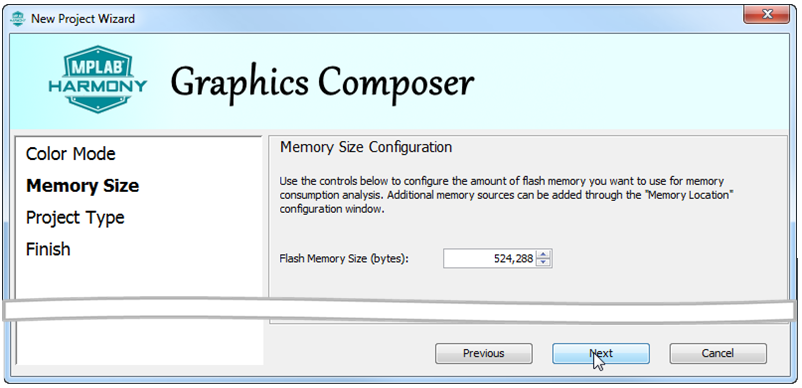 New Project Wizard
MPLAB®
HARMONY
Graphics Composer
Color Mode
Memory Size
Project Type
Finish
Memory Size Configuration
Use the controls below to configure the amount of flash memory you want to use for memory
consumption analysis. Additional memory sources can be added through the "Memory Location"
configuration window.
Flash Memory Size (bytes): 524,288
Previous Next Cancel